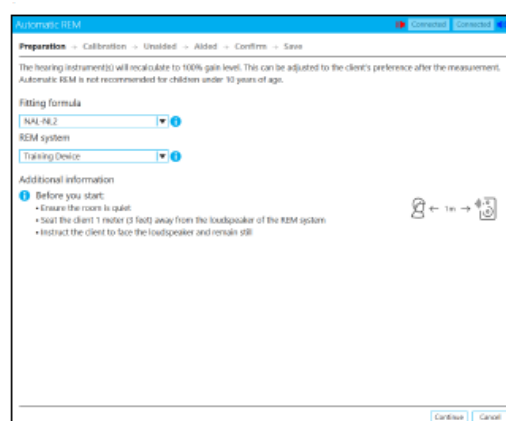 Automatic REM
Connected Connected
Preparation → Calibration → Unaided → Aided → Confirm → Save
The hearing instrument(s) will recalculate to 100% gain level. This can be adjusted to the client's preference after the measurement.
Automatic REM is not recommended for children under 10 years of age.
Fitting formula
NAL-NL2
REM system
Training Device
Additional information
Before you start:
• Ensure the room is quiet
• Seat the client 1 meter (3 feet) away from the loudspeaker of the REM system
• Instruct the client to face the loudspeaker and remain still
← 1m →
Continue Cancel